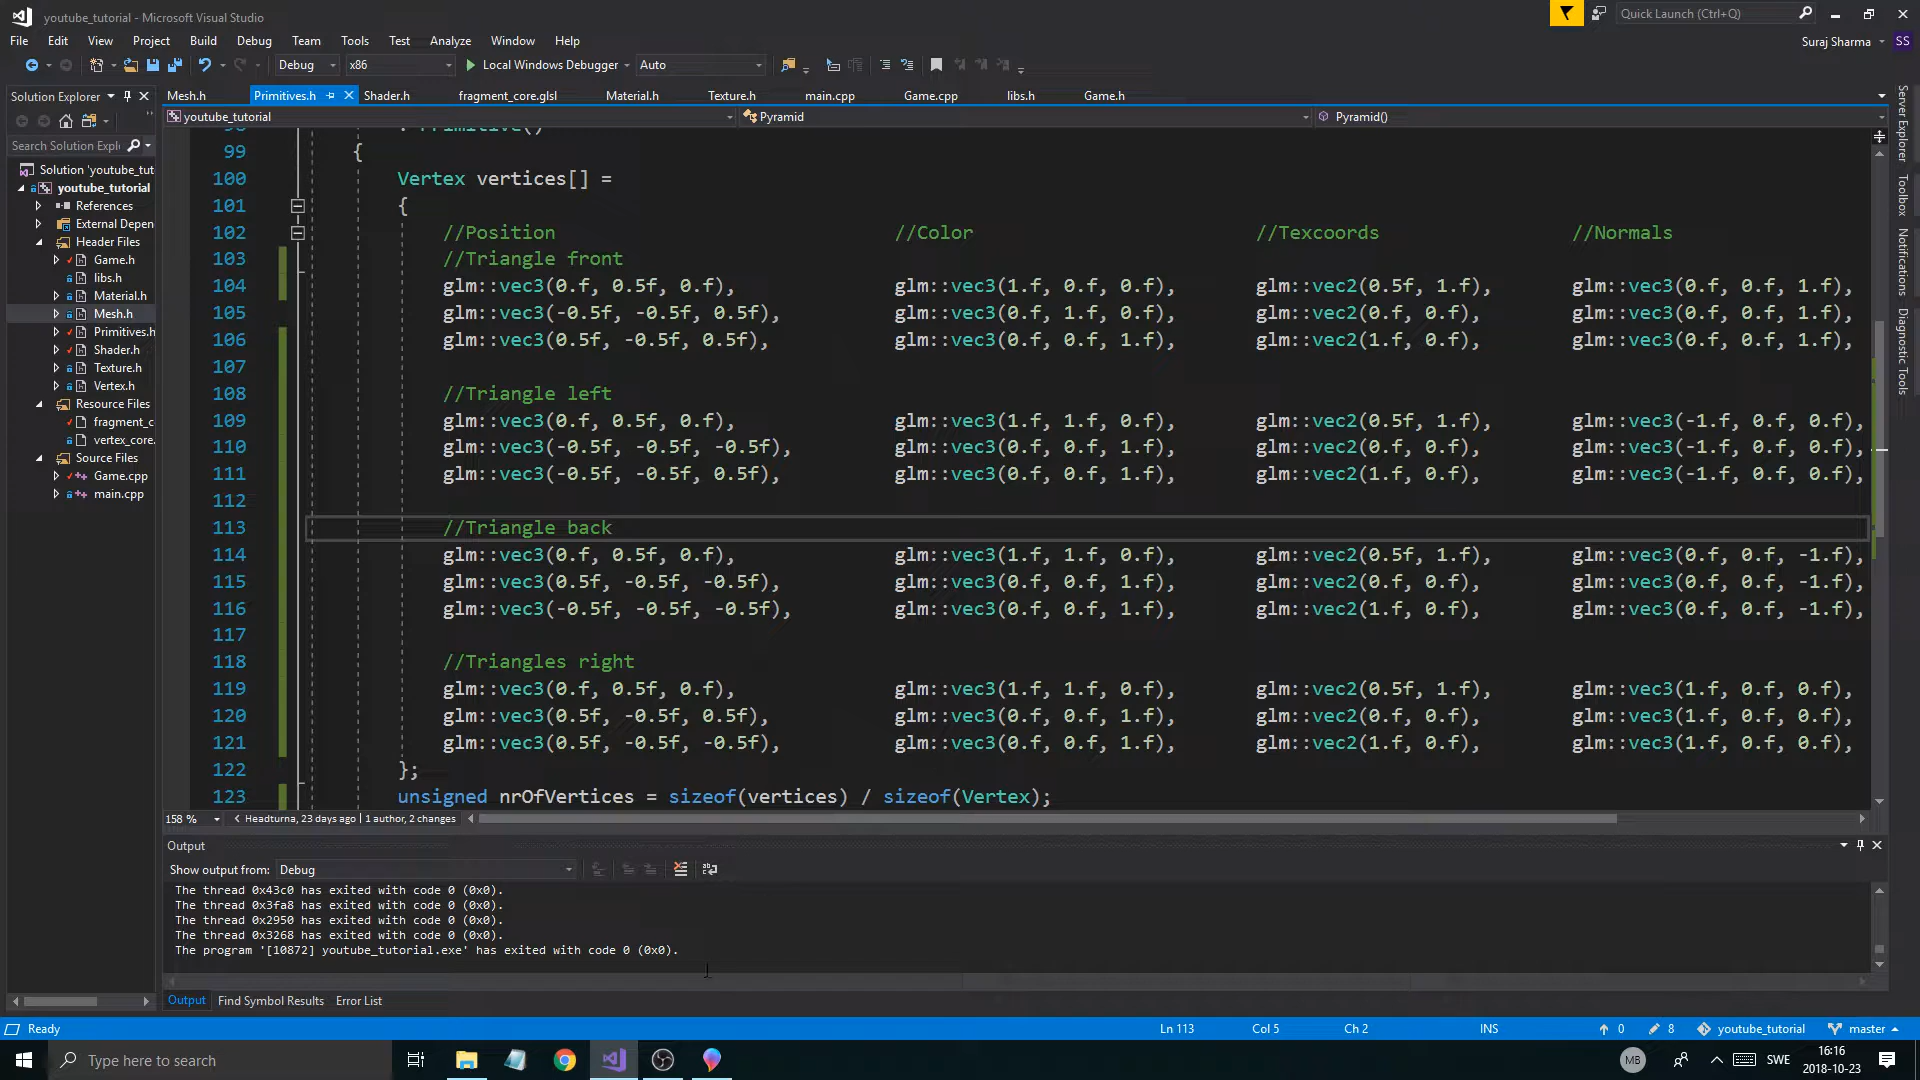 youtube_tutorial - Microsoft Visual Studio
Quick Launch (Ctrl+Q)
File Edit View Project Build Debug Team Tools Test Analyze Window Help
Suraj Sharma SS
Debug x86 Local Windows Debugger Auto
Solution Explorer
Mesh.h Primitives.h Shader.h fragment_core.glsl Material.h Texture.h main.cpp Game.cpp libs.h Game.h
youtube_tutorial Pyramid Pyramid()
Search Solution Explo
Solution 'youtube_tut
youtube_tutorial
References
External Depen
Header Files
Game.h
libs.h
Material.h
Mesh.h
Primitives.h
Shader.h
Texture.h
Vertex.h
Resource Files
fragment_c
vertex_core.
Source Files
Game.cpp
main.cpp
99 {
100 Vertex vertices[] =
101 {
102 //Position //Color //Texcoords //Normals
103 //Triangle front
104 glm::vec3(0.f, 0.5f, 0.f), glm::vec3(1.f, 0.f, 0.f), glm::vec2(0.5f, 1.f), glm::vec3(0.f, 0.f, 1.f),
105 glm::vec3(-0.5f, -0.5f, 0.5f), glm::vec3(0.f, 1.f, 0.f), glm::vec2(0.f, 0.f), glm::vec3(0.f, 0.f, 1.f),
106 glm::vec3(0.5f, -0.5f, 0.5f), glm::vec3(0.f, 0.f, 1.f), glm::vec2(1.f, 0.f), glm::vec3(0.f, 0.f, 1.f),
107
108 //Triangle left
109 glm::vec3(0.f, 0.5f, 0.f), glm::vec3(1.f, 1.f, 0.f), glm::vec2(0.5f, 1.f), glm::vec3(-1.f, 0.f, 0.f),
110 glm::vec3(-0.5f, -0.5f, -0.5f), glm::vec3(0.f, 0.f, 1.f), glm::vec2(0.f, 0.f), glm::vec3(-1.f, 0.f, 0.f),
111 glm::vec3(-0.5f, -0.5f, 0.5f), glm::vec3(0.f, 0.f, 1.f), glm::vec2(1.f, 0.f), glm::vec3(-1.f, 0.f, 0.f),
112
113 //Triangle back
114 glm::vec3(0.f, 0.5f, 0.f), glm::vec3(1.f, 1.f, 0.f), glm::vec2(0.5f, 1.f), glm::vec3(0.f, 0.f, -1.f),
115 glm::vec3(0.5f, -0.5f, -0.5f), glm::vec3(0.f, 0.f, 1.f), glm::vec2(0.f, 0.f), glm::vec3(0.f, 0.f, -1.f),
116 glm::vec3(-0.5f, -0.5f, -0.5f), glm::vec3(0.f, 0.f, 1.f), glm::vec2(1.f, 0.f), glm::vec3(0.f, 0.f, -1.f),
117
118 //Triangles right
119 glm::vec3(0.f, 0.5f, 0.f), glm::vec3(1.f, 1.f, 0.f), glm::vec2(0.5f, 1.f), glm::vec3(1.f, 0.f, 0.f),
120 glm::vec3(0.5f, -0.5f, 0.5f), glm::vec3(0.f, 0.f, 1.f), glm::vec2(0.f, 0.f), glm::vec3(1.f, 0.f, 0.f),
121 glm::vec3(0.5f, -0.5f, -0.5f), glm::vec3(0.f, 0.f, 1.f), glm::vec2(1.f, 0.f), glm::vec3(1.f, 0.f, 0.f),
122 };
123 unsigned nrOfVertices = sizeof(vertices) / sizeof(Vertex);
158 % Headturna, 23 days ago | 1 author, 2 changes
Output
Show output from: Debug
The thread 0x43c0 has exited with code 0 (0x0).
The thread 0x3fa8 has exited with code 0 (0x0).
The thread 0x2950 has exited with code 0 (0x0).
The thread 0x3268 has exited with code 0 (0x0).
The program '[10872] youtube_tutorial.exe' has exited with code 0 (0x0).
Output Find Symbol Results Error List
Ready Ln 113 Col 5 Ch 2 INS 0 8 youtube_tutorial master
Type here to search
MB SWE 16:16
2018-10-23
Server Explorer
Toolbox
Notifications
Diagnostic Tools